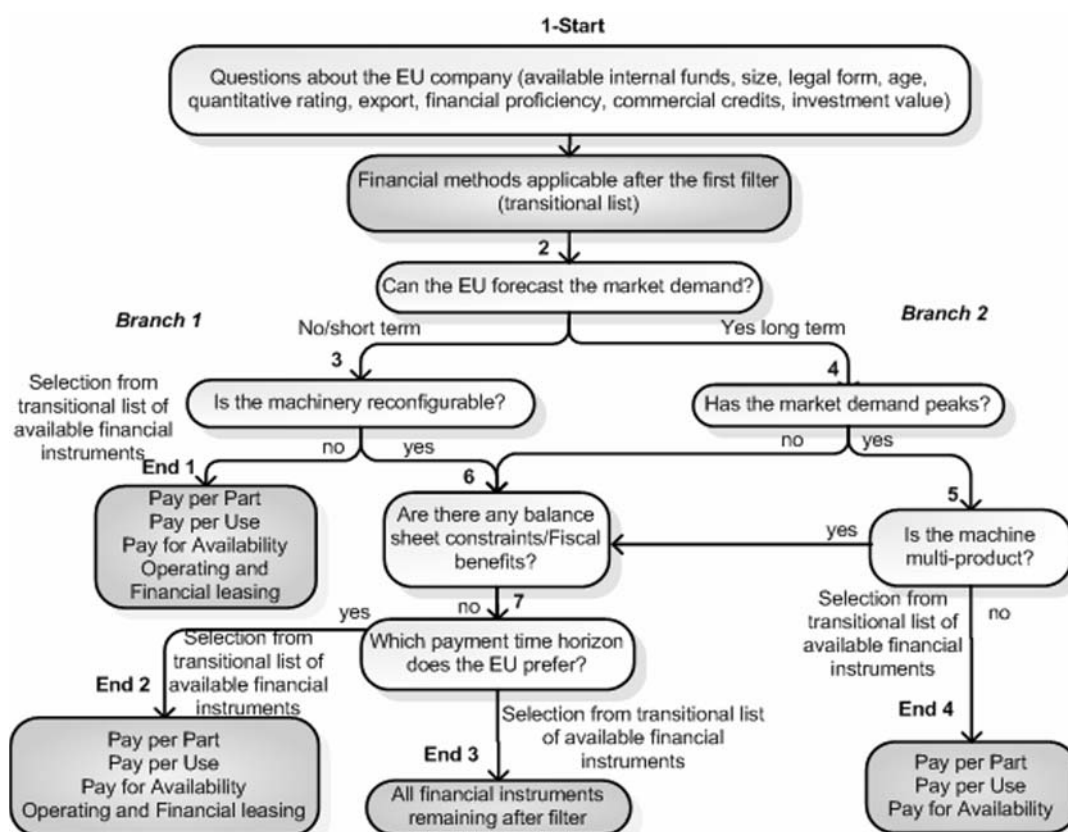 1-Start
Questions about the EU company (available internal funds, size, legal form, age,
quantitative rating, export, financial proficiency, commercial credits, investment value)
Financial methods applicable after the first filter
(transitional list)
2
Can the EU forecast the market demand?
Branch 1
Branch 2
No/short term
Yes long term
3
4
Selection from
transitional list of
available financial
instruments
Is the machinery reconfigurable?
Has the market demand peaks?
no
yes
no
yes
End 1
6
5
Pay per Part
Pay per Use
Pay for Availability
Operating and
Financial leasing
Are there any balance
sheet constraints/Fiscal
benefits?
yes
Is the machine
multi-product?
no
7
yes
Selection from
transitional list of
available financial
instruments
no
Which payment time horizon
does the EU prefer?
Selection from
transitional list of
available financial
instruments
End 2
Selection from transitional list
of available financial
instruments
End 3
End 4
Pay per Part
Pay per Use
Pay for Availability
Operating and Financial leasing
All financial instruments
remaining after filter
Pay per Part
Pay per Use
Pay for Availability